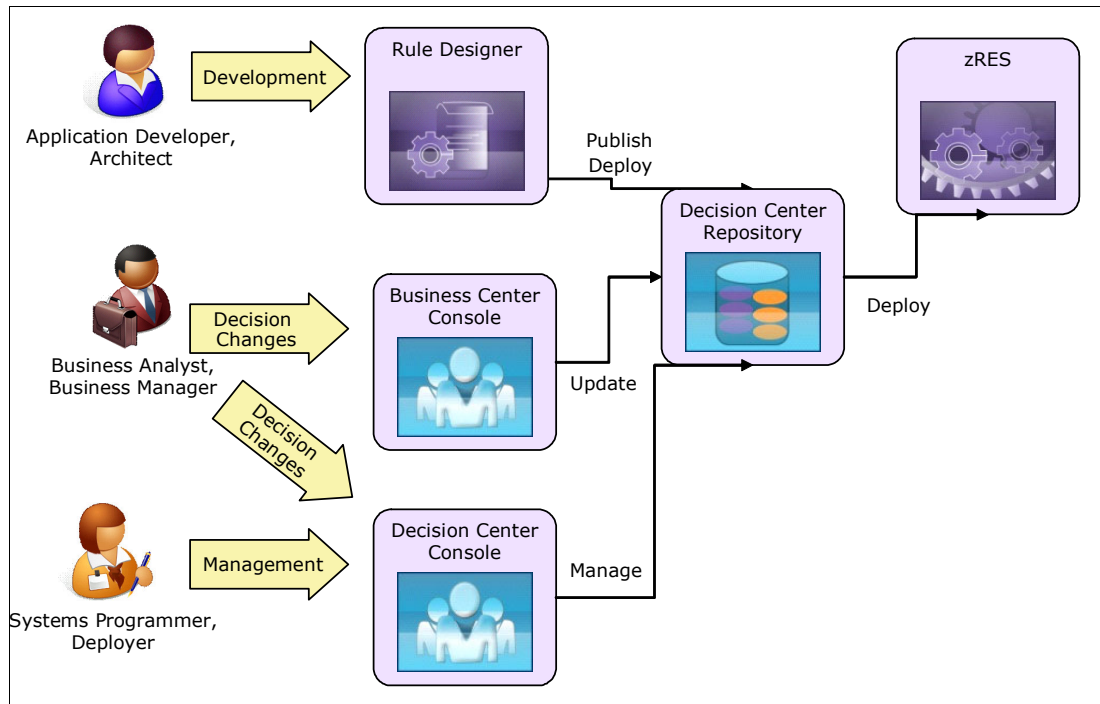 Rule Designer
zRES
Development
Application Developer,
Architect
Publish
Deploy
Decision Center
Repository
Business Center
Console
Decision
Changes
Deploy
Business Analyst,
Business Manager
Update
Decision
Changes
Decision Center
Console
Management
Manage
Systems Programmer,
Deployer